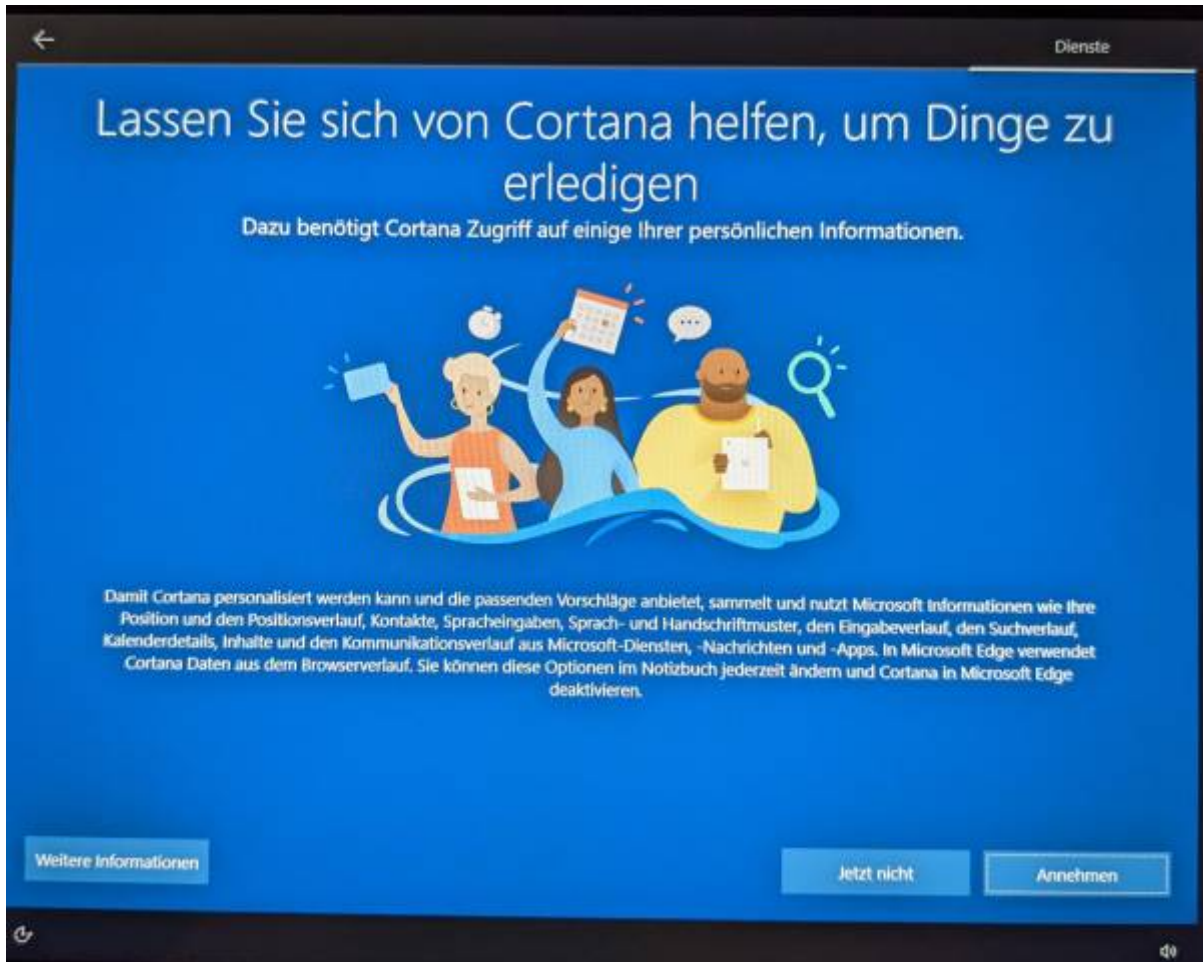 Dienste
Lassen Sie sich von Cortana helfen, um Dinge zu
erledigen
Dazu benötigt Cortana Zugriff auf einige Ihrer persönlichen Informationen.
Damit Cortana personalisiert werden kann und die passenden Vorschläge anbietet, sammelt und nutzt Microsoft Informationen wie Ihre
Position und den Positionsverlauf, Kontakte, Spracheingaben, Sprach- und Handschriftmuster, den Eingabeverlauf, den Suchverlauf,
Kalenderdetails, Inhalte und den Kommunikationsverlauf aus Microsoft-Diensten, -Nachrichten und -Apps. In Microsoft Edge verwendet
Cortana Daten aus dem Browserverlauf. Sie können diese Optionen im Notizbuch jederzeit ändern und Cortana in Microsoft Edge
deaktivieren.
Weitere Informationen
Jetzt nicht
Annehmen